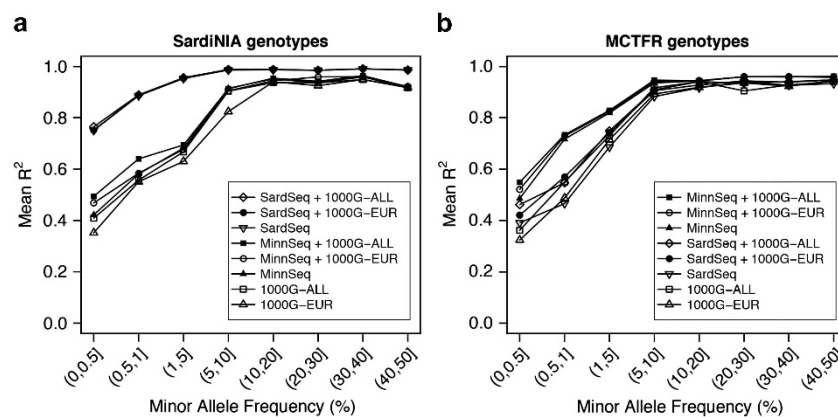 a
SardiNIA genotypes
Mean R²
1.0
0.8
0.6
0.4
0.2
0.0
SardSeq + 1000G-ALL
SardSeq + 1000G-EUR
SardSeq
MinnSeq + 1000G-ALL
MinnSeq + 1000G-EUR
MinnSeq
1000G-ALL
1000G-EUR
(0,0.5]
(0.5,1]
(1,5]
(5,10]
(10,20]
(20,30]
(30,40]
(40,50]
Minor Allele Frequency (%)
b
MCTFR genotypes
Mean R²
1.0
0.8
0.6
0.4
0.2
0.0
MinnSeq + 1000G-ALL
MinnSeq + 1000G-EUR
MinnSeq
SardSeq + 1000G-ALL
SardSeq + 1000G-EUR
SardSeq
1000G-ALL
1000G-EUR
(0,0.5]
(0.5,1]
(1,5]
(5,10]
(10,20]
(20,30]
(30,40]
(40,50]
Minor Allele Frequency (%)